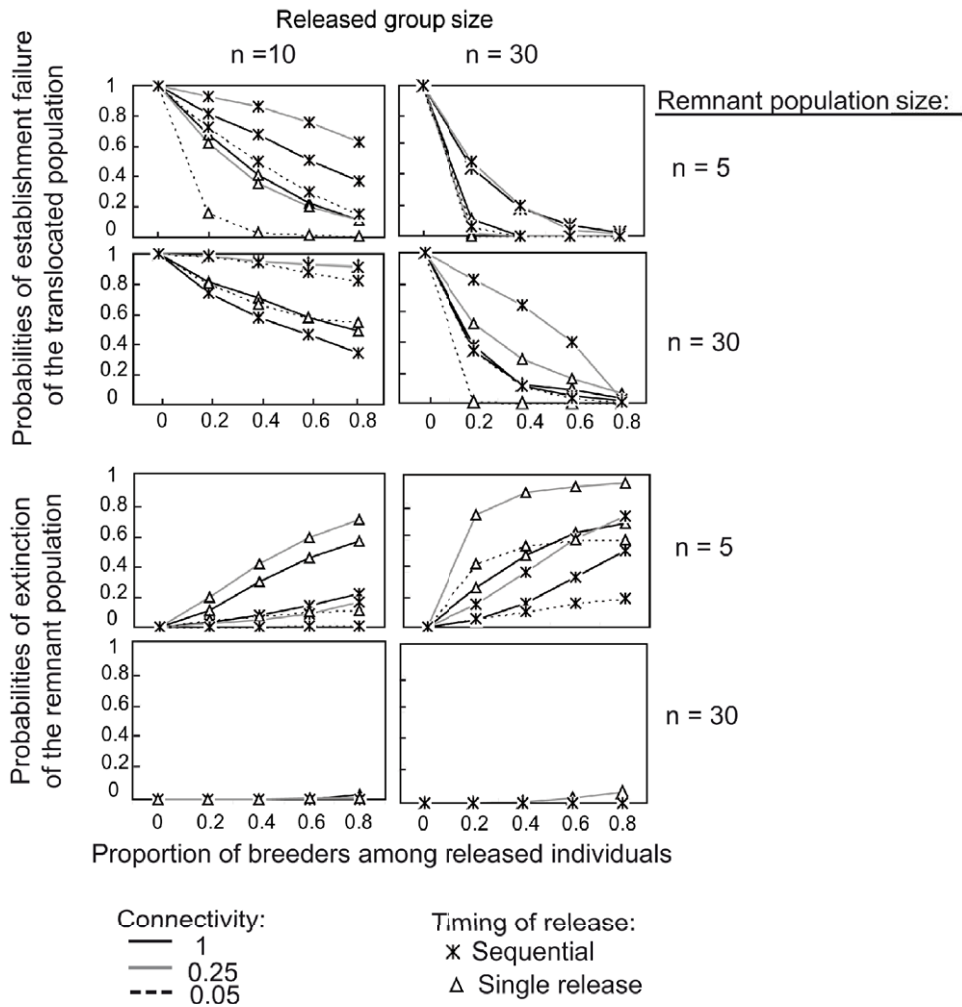 Released group size
n =10
n = 30
Remnant population size:
Probabilities of establishment failure
of the translocated population
1
0.8
0.6
0.4
0.2
0
n = 5
1
0.8
0.6
0.4
0.2
0
n = 30
0 0.2 0.4 0.6 0.8
0 0.2 0.4 0.6 0.8
Probabilities of extinction
of the remnant population
1
0.8
0.6
0.4
0.2
0
n = 5
1
0.8
0.6
0.4
0.2
0
n = 30
0 0.2 0.4 0.6 0.8
0 0.2 0.4 0.6 0.8
Proportion of breeders among released individuals
Connectivity:
1
0.25
0.05
Timing of release:
Sequential
Single release